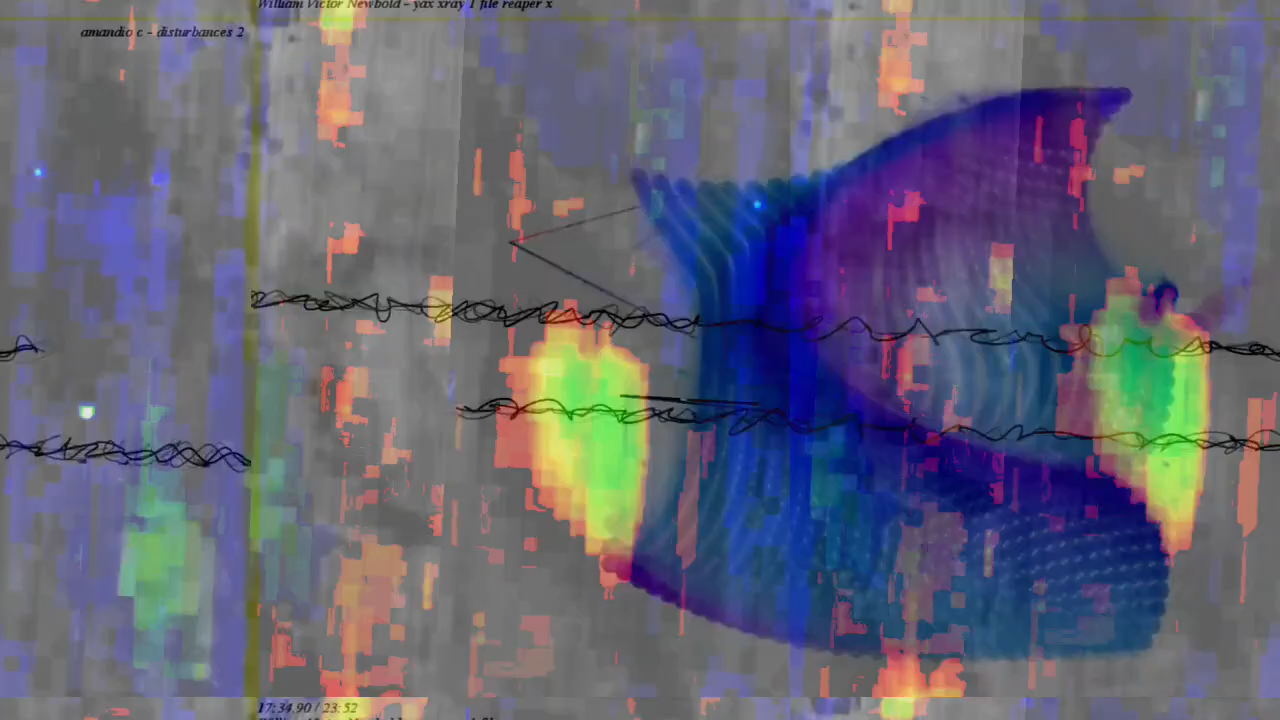 William Victor Newbold - yax xray 1 file reaper x
amandio c - disturbances 2
17:34.90 / 23:52